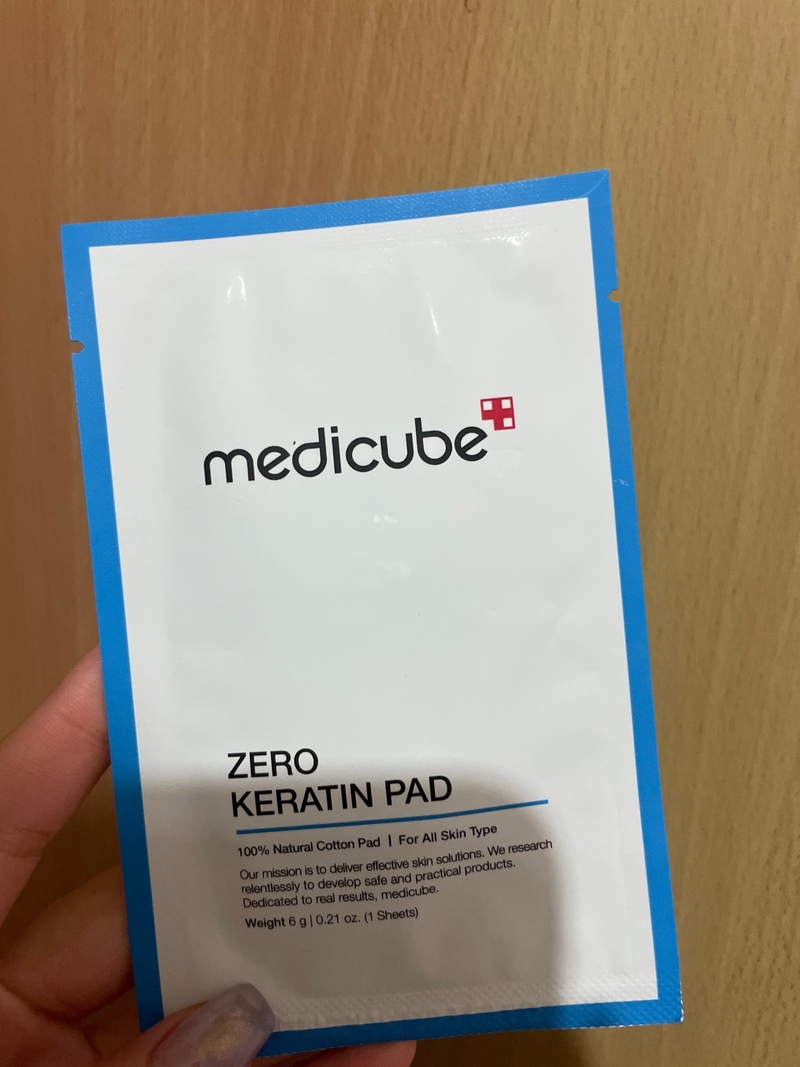 medicube
ZERO
KERATIN PAD
100% Natural Cotton Pad | For All Skin Type
Our mission is to deliver effective skin solutions. We research
relentlessly to develop safe and practical products.
Dedicated to real results, medicube.
Weight 6 g | 0.21 oz. (1 Sheets)